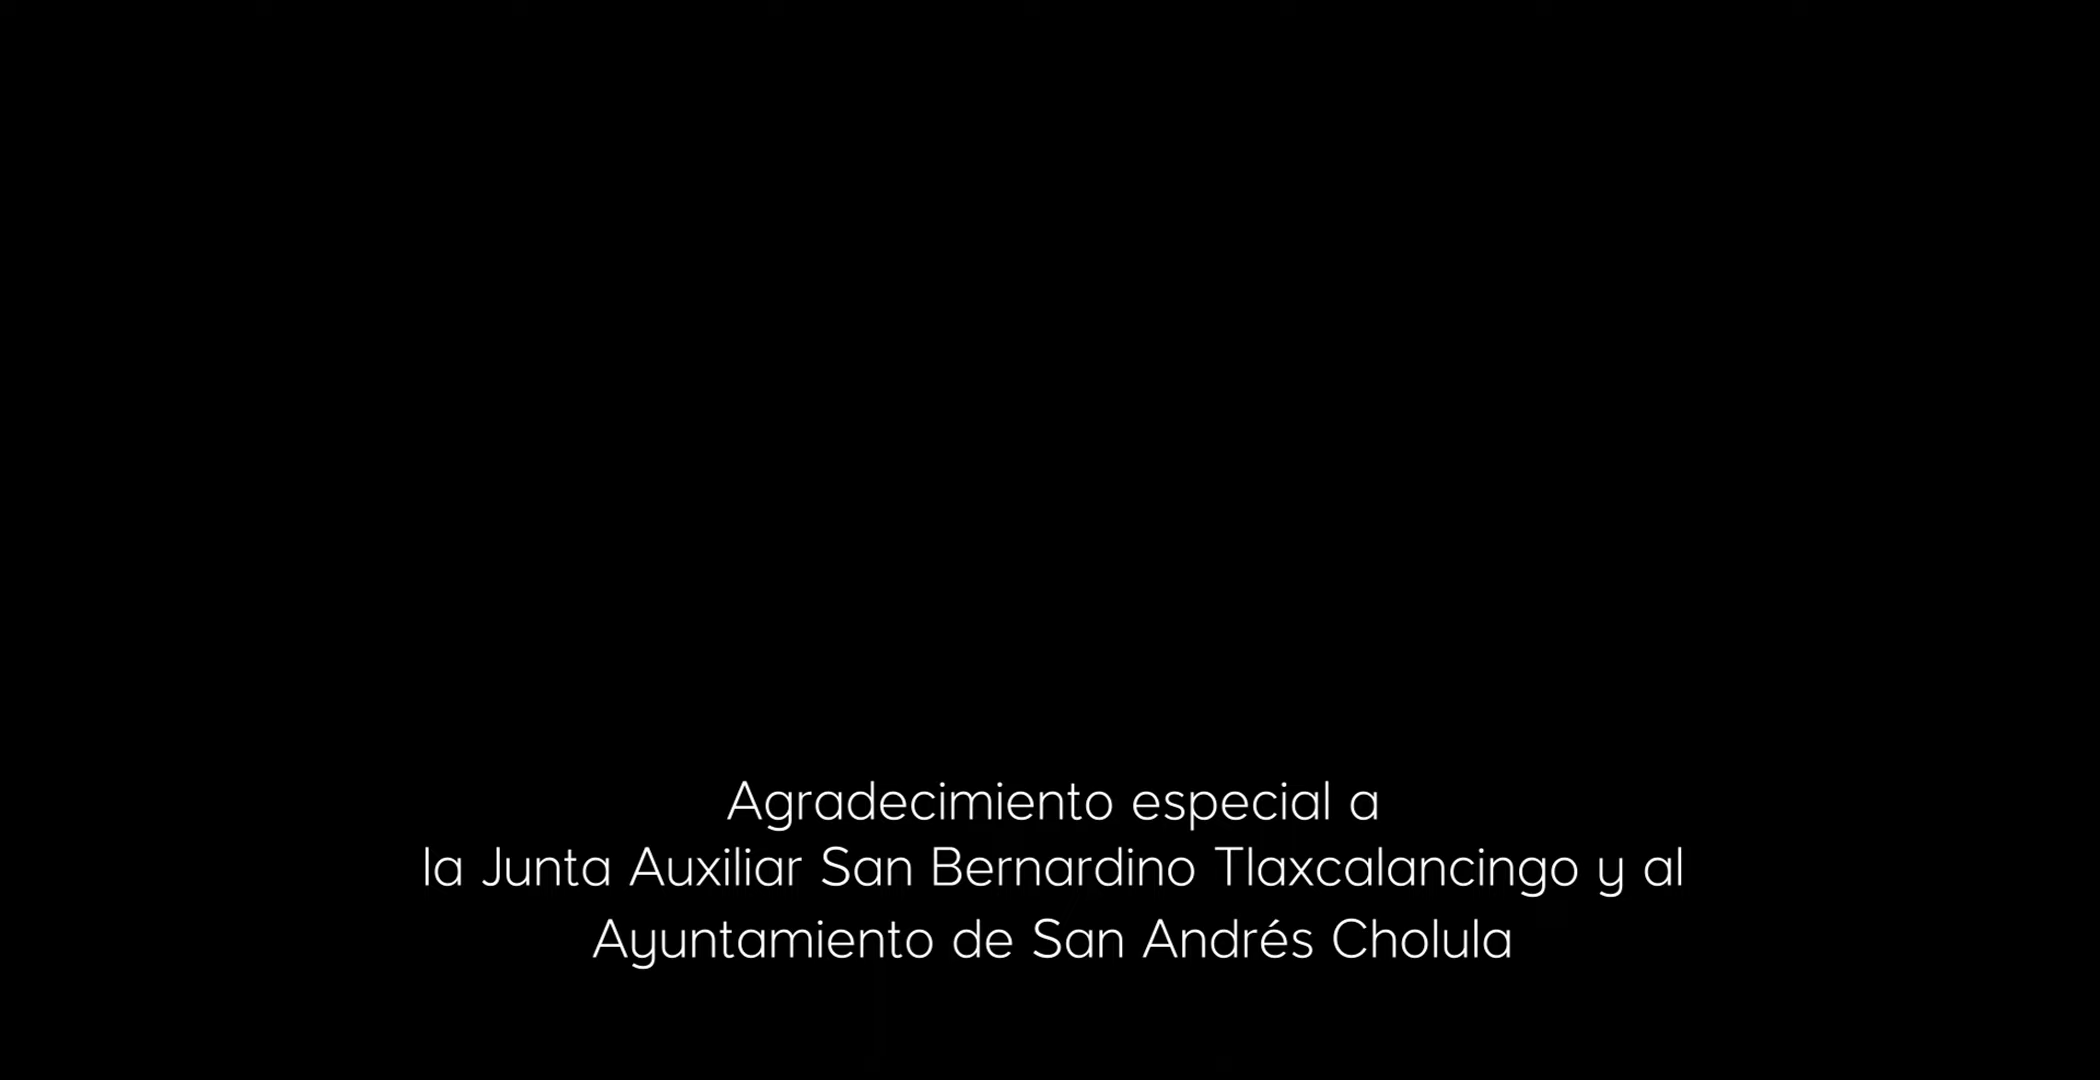 Agradecimiento especial a
la Junta Auxiliar San Bernardino Tlaxcalancingo y al
Ayuntamiento de San Andrés Cholula